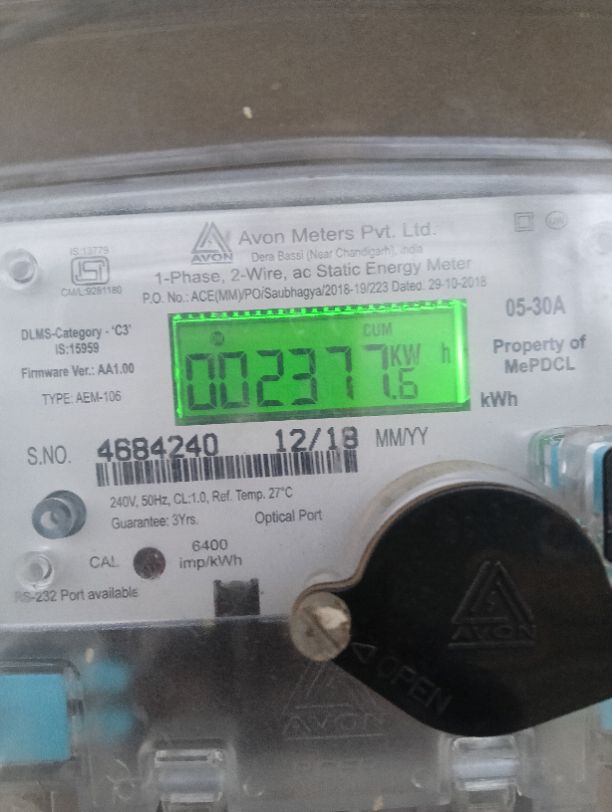 AVON
Avon Meters Pvt. Ltd.
Dera Bassi (Near Chandigarh), India
IS:13779
ISI
CM/L:9261180
1-Phase, 2-Wire, ac Static Energy Meter
P.O. No.: ACE(MM)/PO/Saubhagya/2018-19/223 Dated. 29-10-2018
05-30A
DLMS-Category - 'C3'
IS:15959
Firmware Ver.: AA1.00
TYPE: AEM-106
CUM
002377.6 KW h
kWh
Property of
MePDCL
S.NO. 4684240 12/18 MM/YY
240V, 50Hz, CL:1.0, Ref. Temp. 27°C
Guarantee: 3Yrs. Optical Port
CAL 6400
imp/kWh
RS-232 Port available
AVON
OPEN
AVON